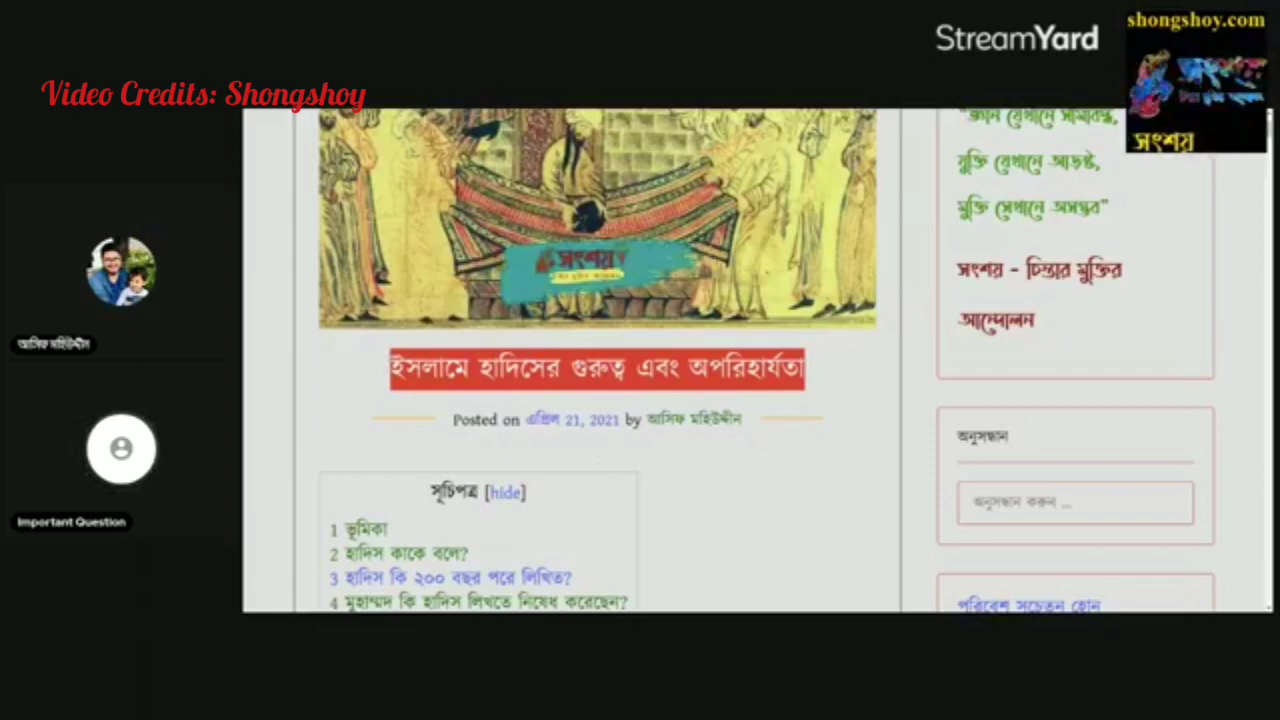 StreamYard
shongshoy.com
সংশয়
Video Credits: Shongshoy
"জ্ঞান যেখানে সীমাবদ্ধ,
যুক্তি যেখানে আড়ষ্ট,
মুক্তি সেখানে অসম্ভব"
সংশয় - চিন্তার মুক্তির
আন্দোলন
সংশয়
ইসলামে হাদিসের গুরুত্ব এবং অপরিহার্যতা
Posted on এপ্রিল 21, 2021 by আসিফ মহিউদ্দীন
আসিফ মহিউদ্দীন
Important Question
সূচিপত্র [hide]
1 ভূমিকা
2 হাদিস কাকে বলে?
3 হাদিস কি ২০০ বছর পরে লিখিত?
4 মুহাম্মদ কি হাদিস লিখতে নিষেধ করেছেন?
অনুসন্ধান
অনুসন্ধান করুন ...
পরিবেশ সচেতন হোন